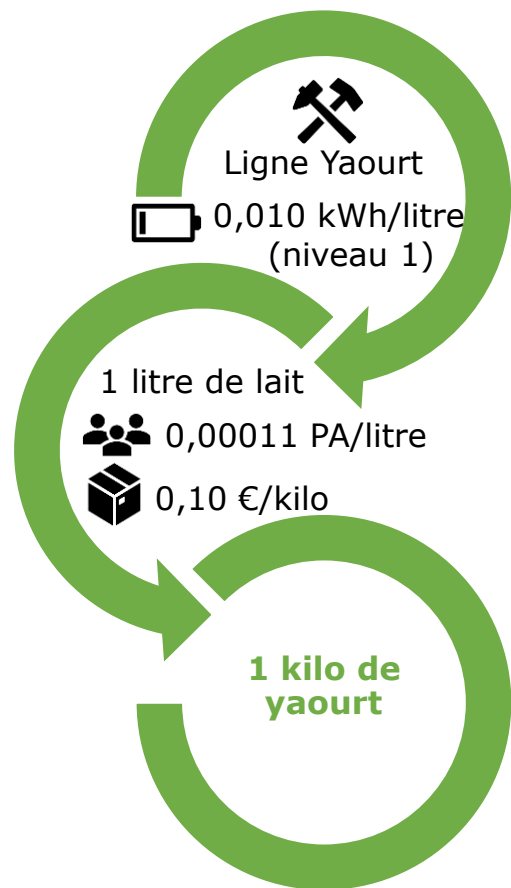 Ligne Yaourt
0,010 kWh/litre
(niveau 1)
1 litre de lait
0,00011 PA/litre
0,10 €/kilo
1 kilo de
yaourt